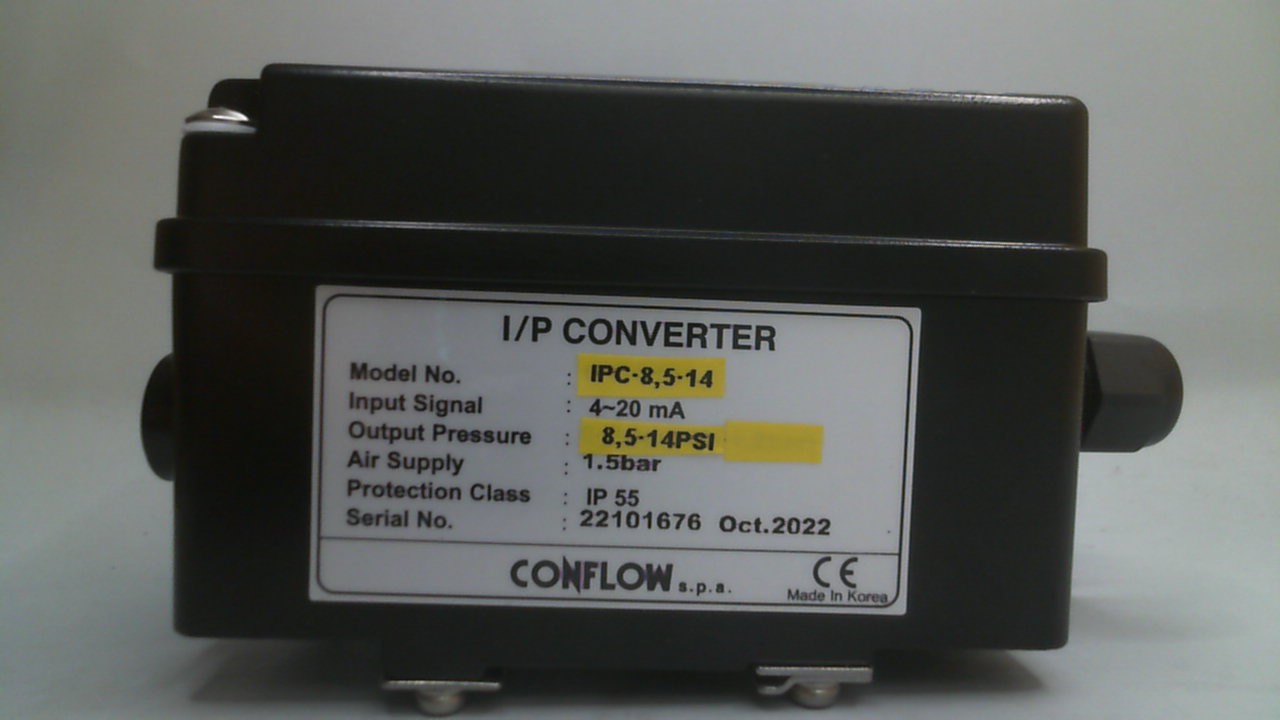 I/P CONVERTER
Model No. : IPC-8,5-14
Input Signal : 4~20 mA
Output Pressure : 8,5-14PSI
Air Supply : 1.5bar
Protection Class : IP 55
Serial No. : 22101676 Oct.2022
CONFLOW s.p.a. CE
Made In Korea